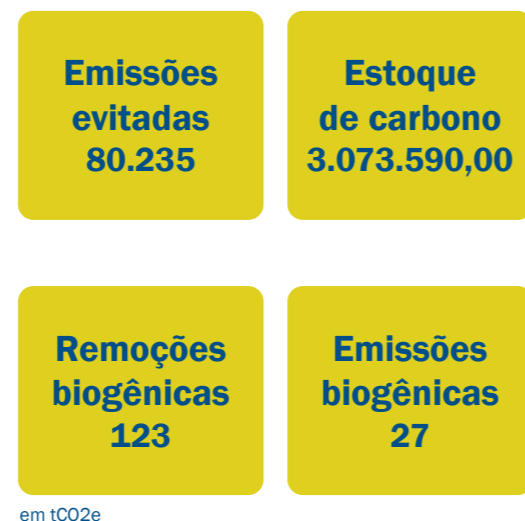 Emissões
evitadas
80.235
Estoque
de carbono
3.073.590,00
Remoções
biogênicas
123
Emissões
biogênicas
27
em tCO2e